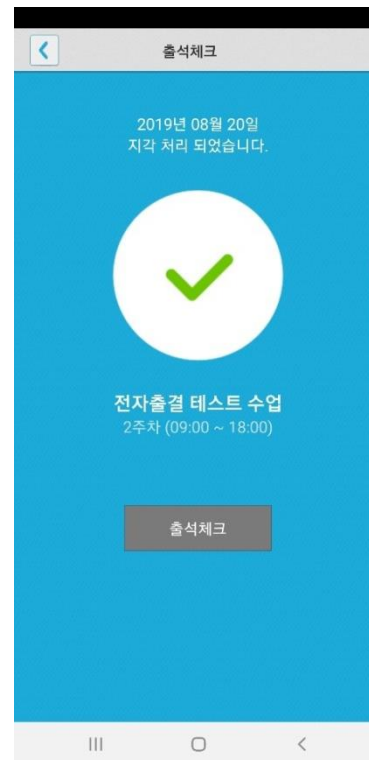 출석체크
2019년 08월 20일
지각 처리 되었습니다.
전자출결 테스트 수업
2주차 (09:00 ~ 18:00)
출석체크